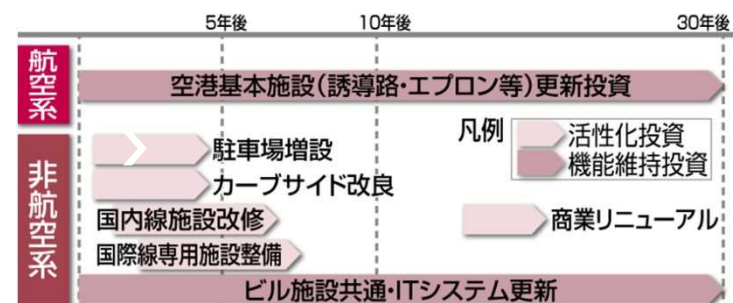 5年後 10年後 30年後
航空系
空港基本施設(誘導路・エプロン等)更新投資
凡例
活性化投資
機能維持投資
非航空系
駐車場増設
カーブサイド改良
国内線施設改修
商業リニューアル
国際線専用施設整備
ビル施設共通・ITシステム更新